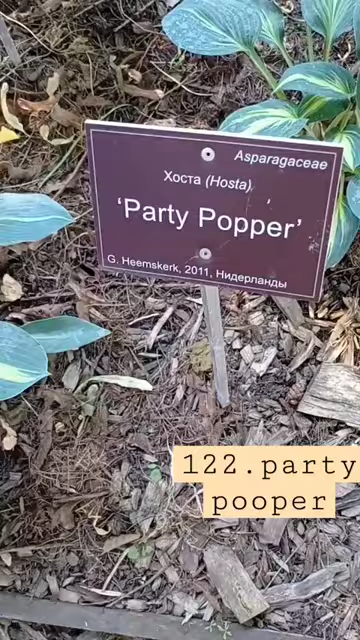 Asparagaceae
Хоста (Hosta)
‘Party Popper’
G. Heemskerk, 2011, Нидерланды
122.party
pooper